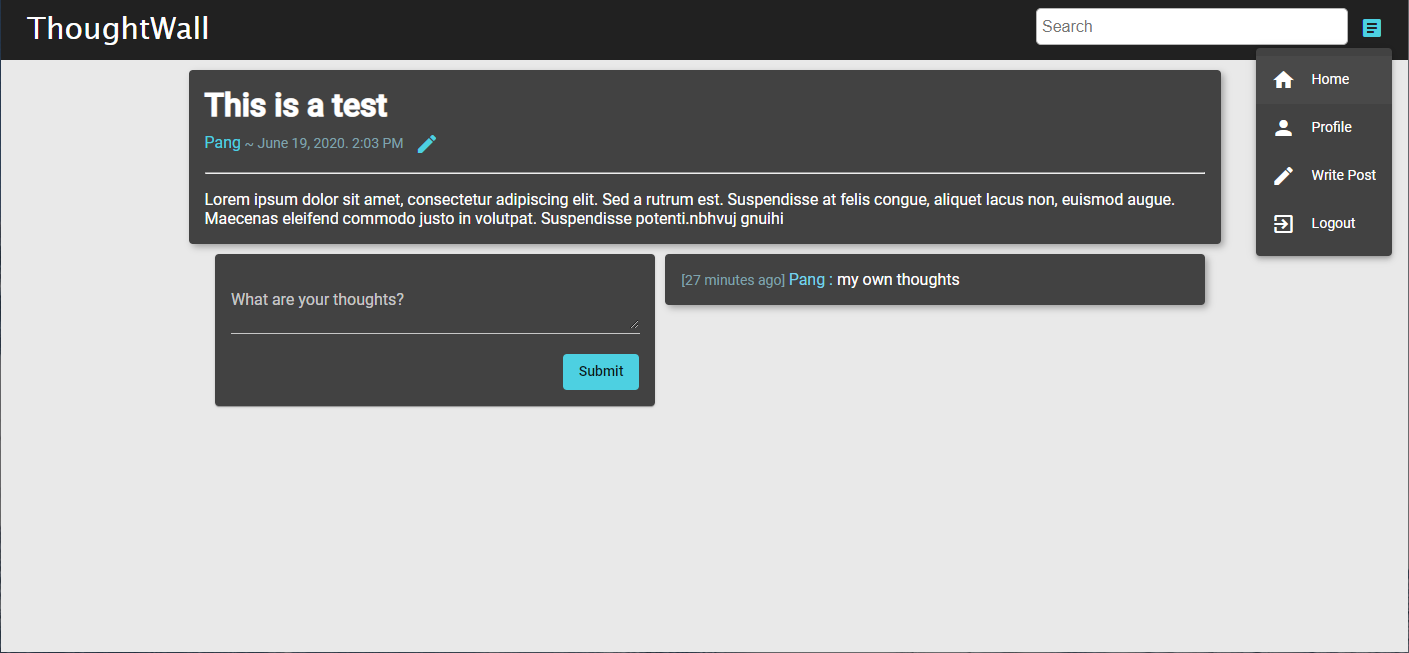 ThoughtWall
Search
Home
Profile
Write Post
Logout
This is a test
Pang ~ June 19, 2020. 2:03 PM
Lorem ipsum dolor sit amet, consectetur adipiscing elit. Sed a rutrum est. Suspendisse at felis congue, aliquet lacus non, euismod augue.
Maecenas eleifend commodo justo in volutpat. Suspendisse potenti.nbhvuj gnuihi
What are your thoughts?
Submit
[27 minutes ago] Pang : my own thoughts